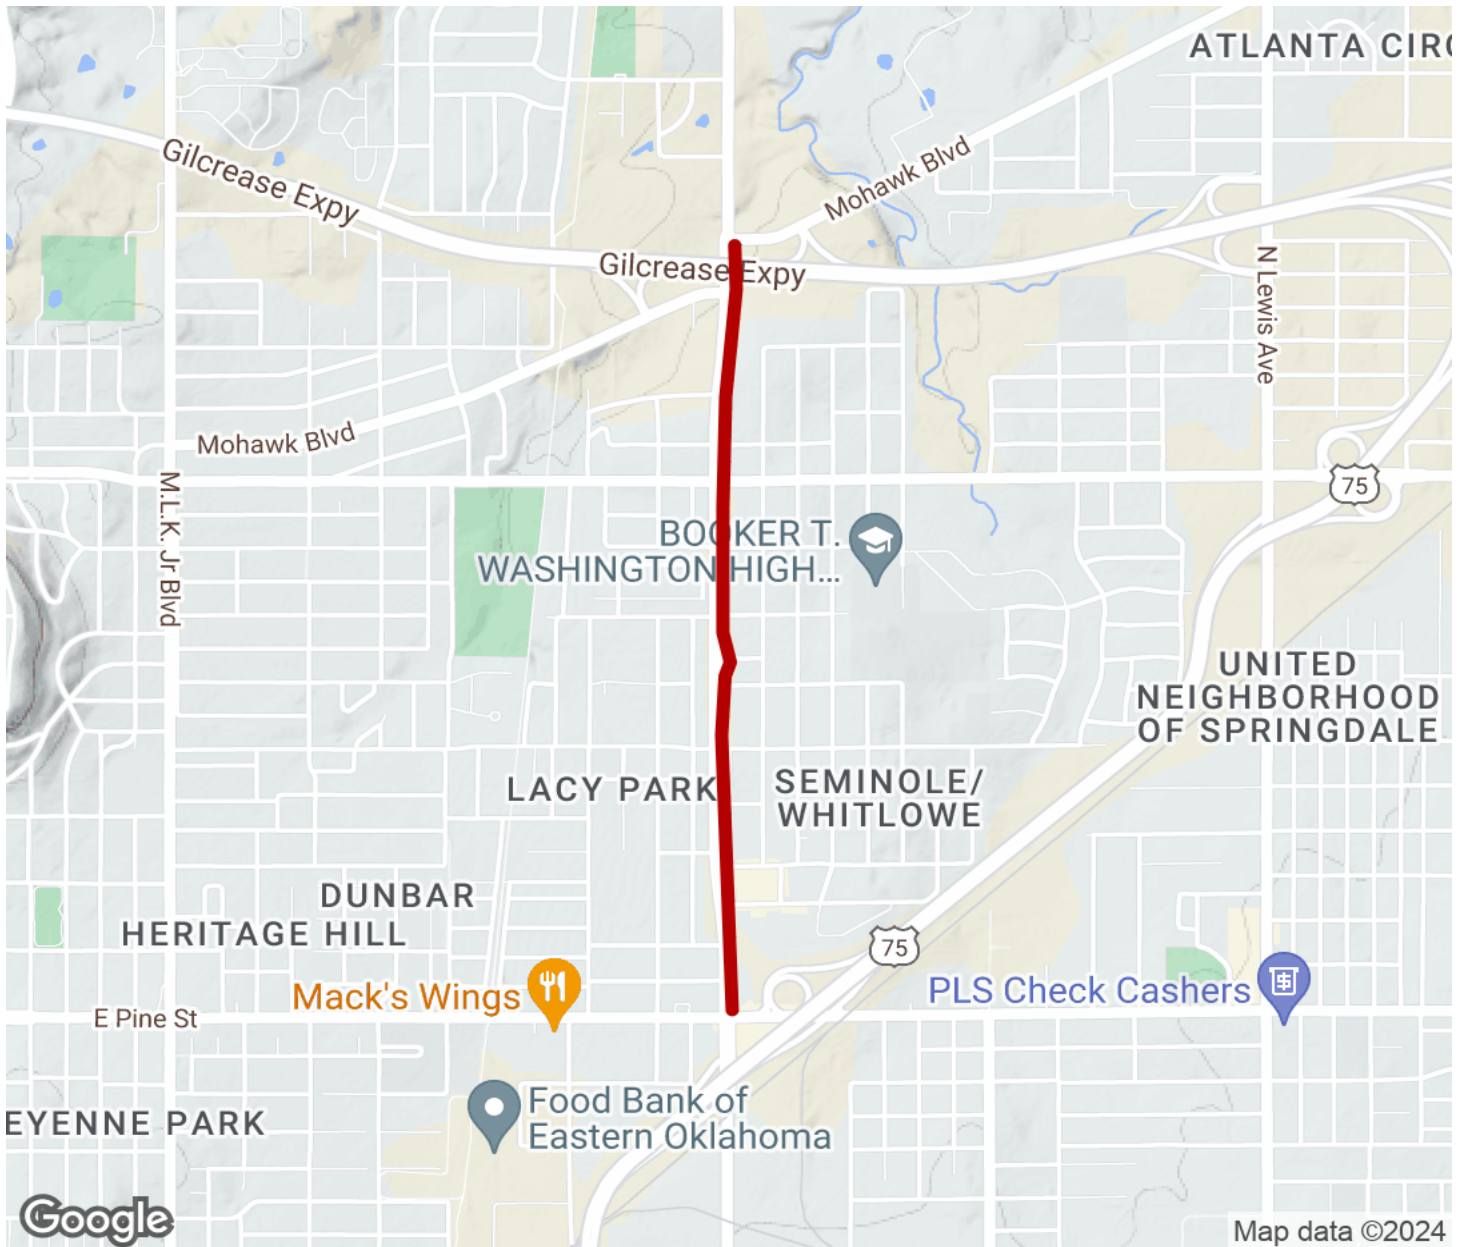 ATLANTA CIRC
Gilcrease Expy
Mohawk Blvd
Gilcrease Expy
N Lewis Ave
Mohawk Blvd
M.L.K. Jr Blvd
75
BOOKER T.
WASHINGTON HIGH...
UNITED
NEIGHBORHOOD
OF SPRINGDALE
LACY PARK
SEMINOLE/
WHITLOWE
DUNBAR
HERITAGE HILL
75
Mack's Wings
PLS Check Cashers
E Pine St
Food Bank of
Eastern Oklahoma
EYENNE PARK
Google
Map data ©2024